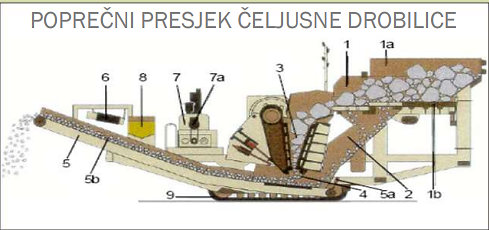 POPREČNI PRESJEK ČELJUSNE DROBILICE
1 1a
6 8 7 7a 3
5
5b
9 4 5a 2 1b